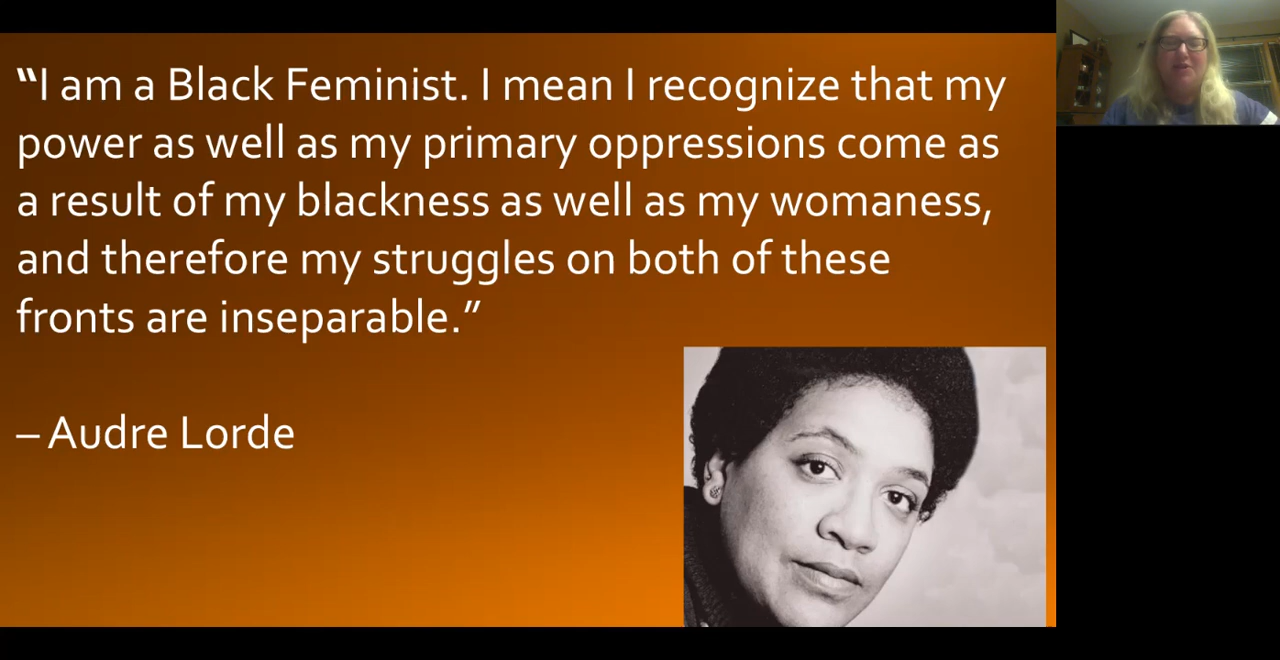 “I am a Black Feminist. I mean I recognize that my
power as well as my primary oppressions come as
a result of my blackness as well as my womaness,
and therefore my struggles on both of these
fronts are inseparable.”
– Audre Lorde